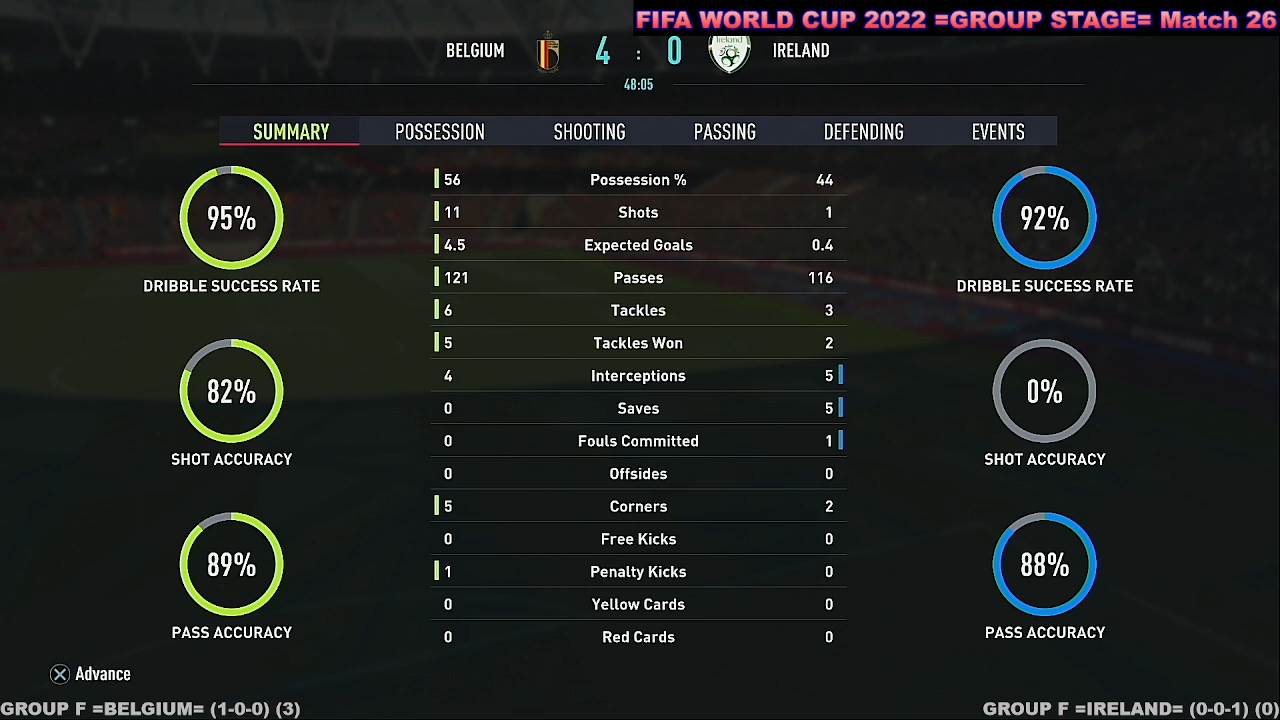 FIFA WORLD CUP 2022 =GROUP STAGE= Match 26
BELGIUM 4 : 0 IRELAND
48:05
SUMMARY POSSESSION SHOOTING PASSING DEFENDING EVENTS
56 Possession % 44
11 Shots 1
95% 92%
4.5 Expected Goals 0.4
121 Passes 116
DRIBBLE SUCCESS RATE DRIBBLE SUCCESS RATE
6 Tackles 3
5 Tackles Won 2
4 Interceptions 5
82% 0%
0 Saves 5
0 Fouls Committed 1
SHOT ACCURACY SHOT ACCURACY
0 Offsides 0
5 Corners 2
0 Free Kicks 0
89% 88%
1 Penalty Kicks 0
0 Yellow Cards 0
PASS ACCURACY PASS ACCURACY
0 Red Cards 0
Advance
GROUP F =BELGIUM= (1-0-0) (3) GROUP F =IRELAND= (0-0-1) (0)